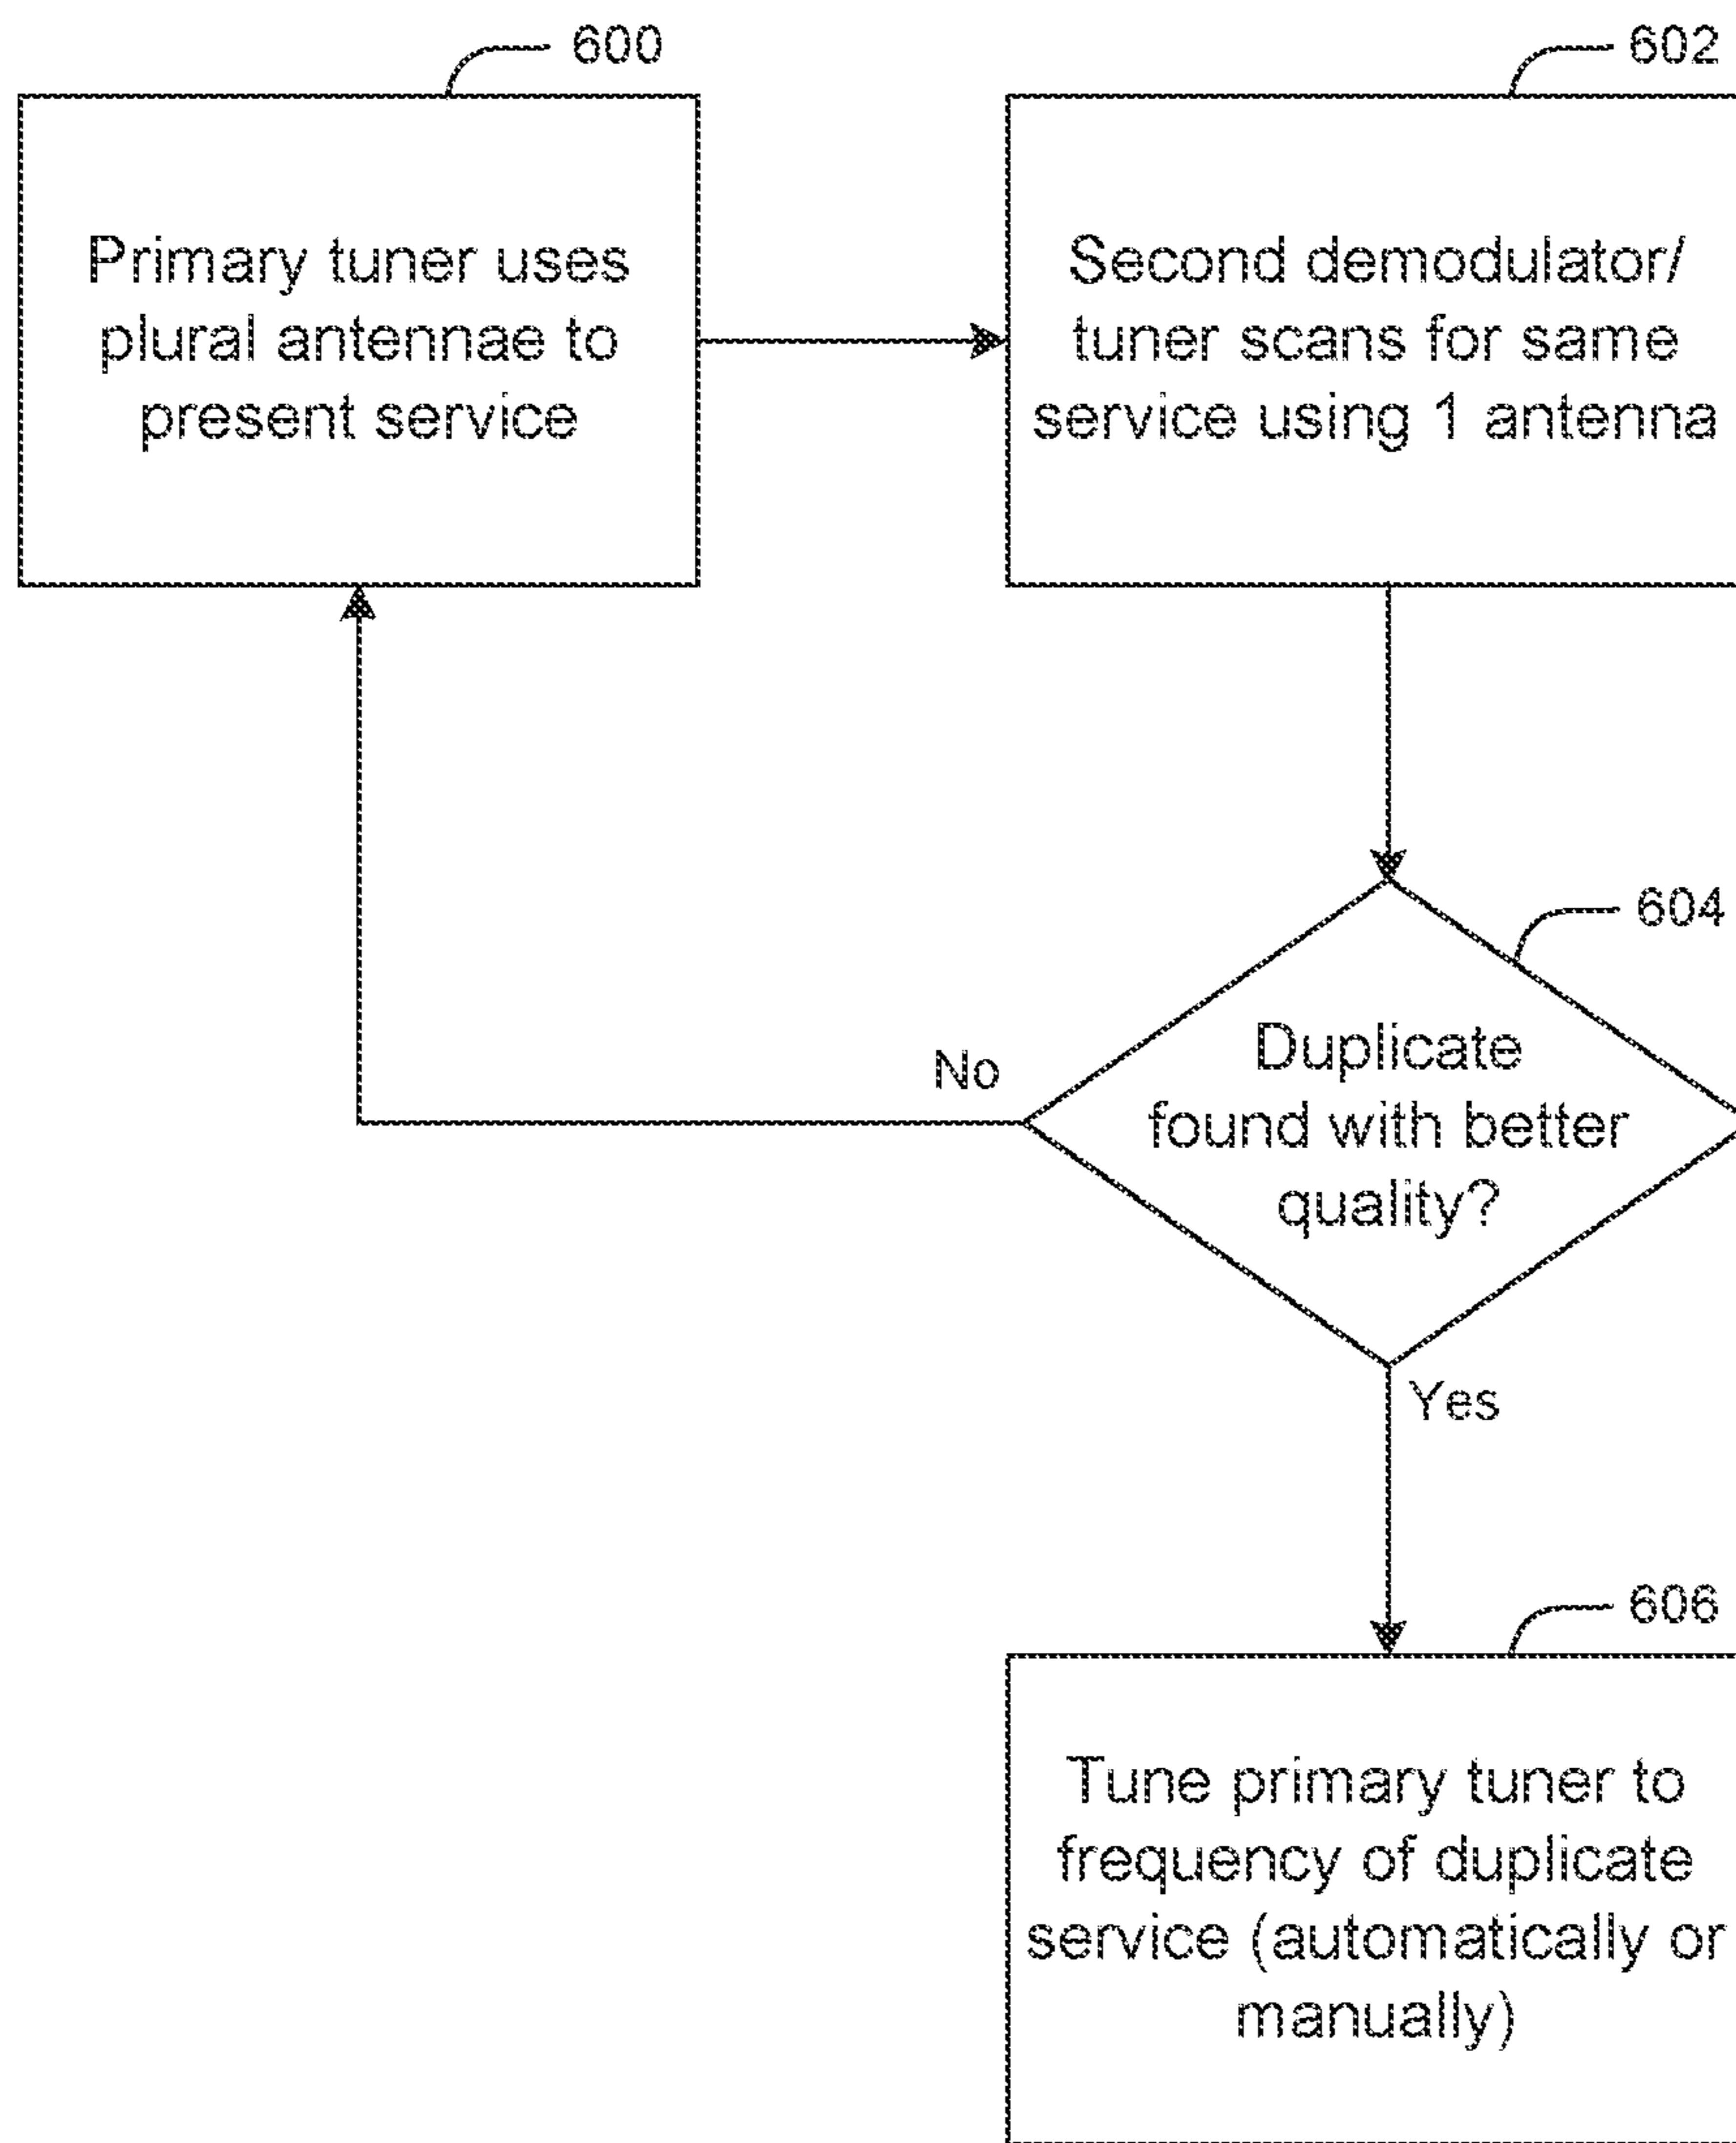 600
Primary tuner uses
plural antennae to
present service
602
Second demodulator/
tuner scans for same
service using 1 antenna
604
Duplicate
found with better
quality?
No
Yes
606
Tune primary tuner to
frequency of duplicate
service (automatically or
manually)